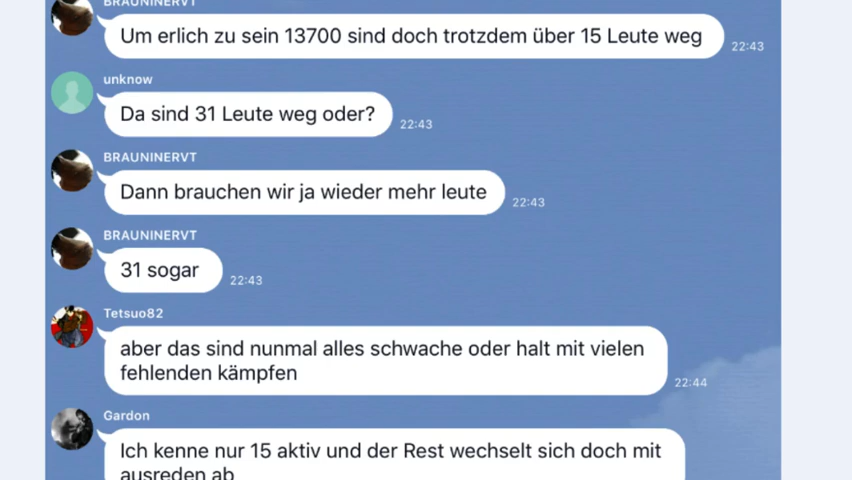 BRAUNINERVT
Um erlich zu sein 13700 sind doch trotzdem über 15 Leute weg
22:43
unknow
Da sind 31 Leute weg oder?
22:43
BRAUNINERVT
Dann brauchen wir ja wieder mehr leute
22:43
BRAUNINERVT
31 sogar
22:43
Tetsuo82
aber das sind nunmal alles schwache oder halt mit vielen
fehlenden kämpfen
22:44
Gardon
Ich kenne nur 15 aktiv und der Rest wechselt sich doch mit
ausreden ab